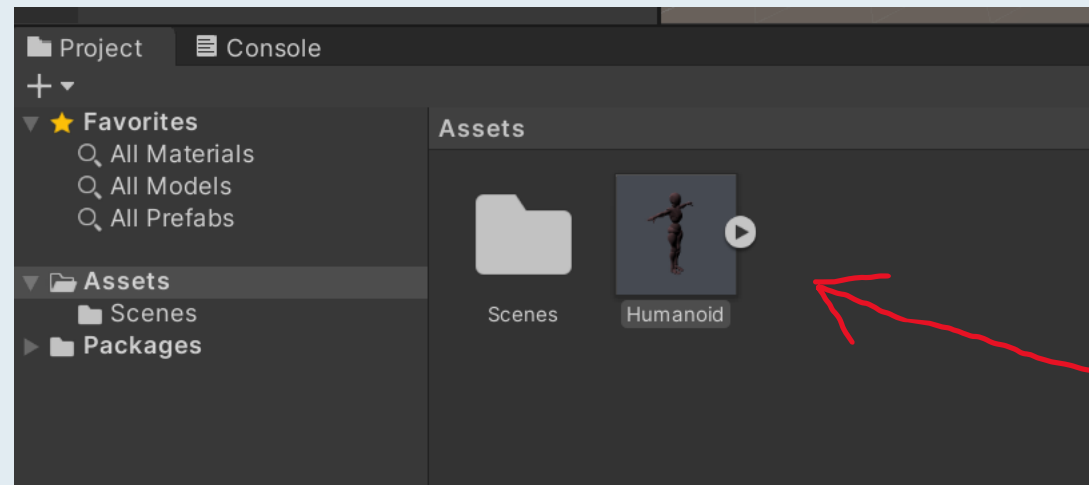 Project
Console
Favorites
All Materials
All Models
All Prefabs
Assets
Scenes
Packages
Assets
Scenes
Humanoid